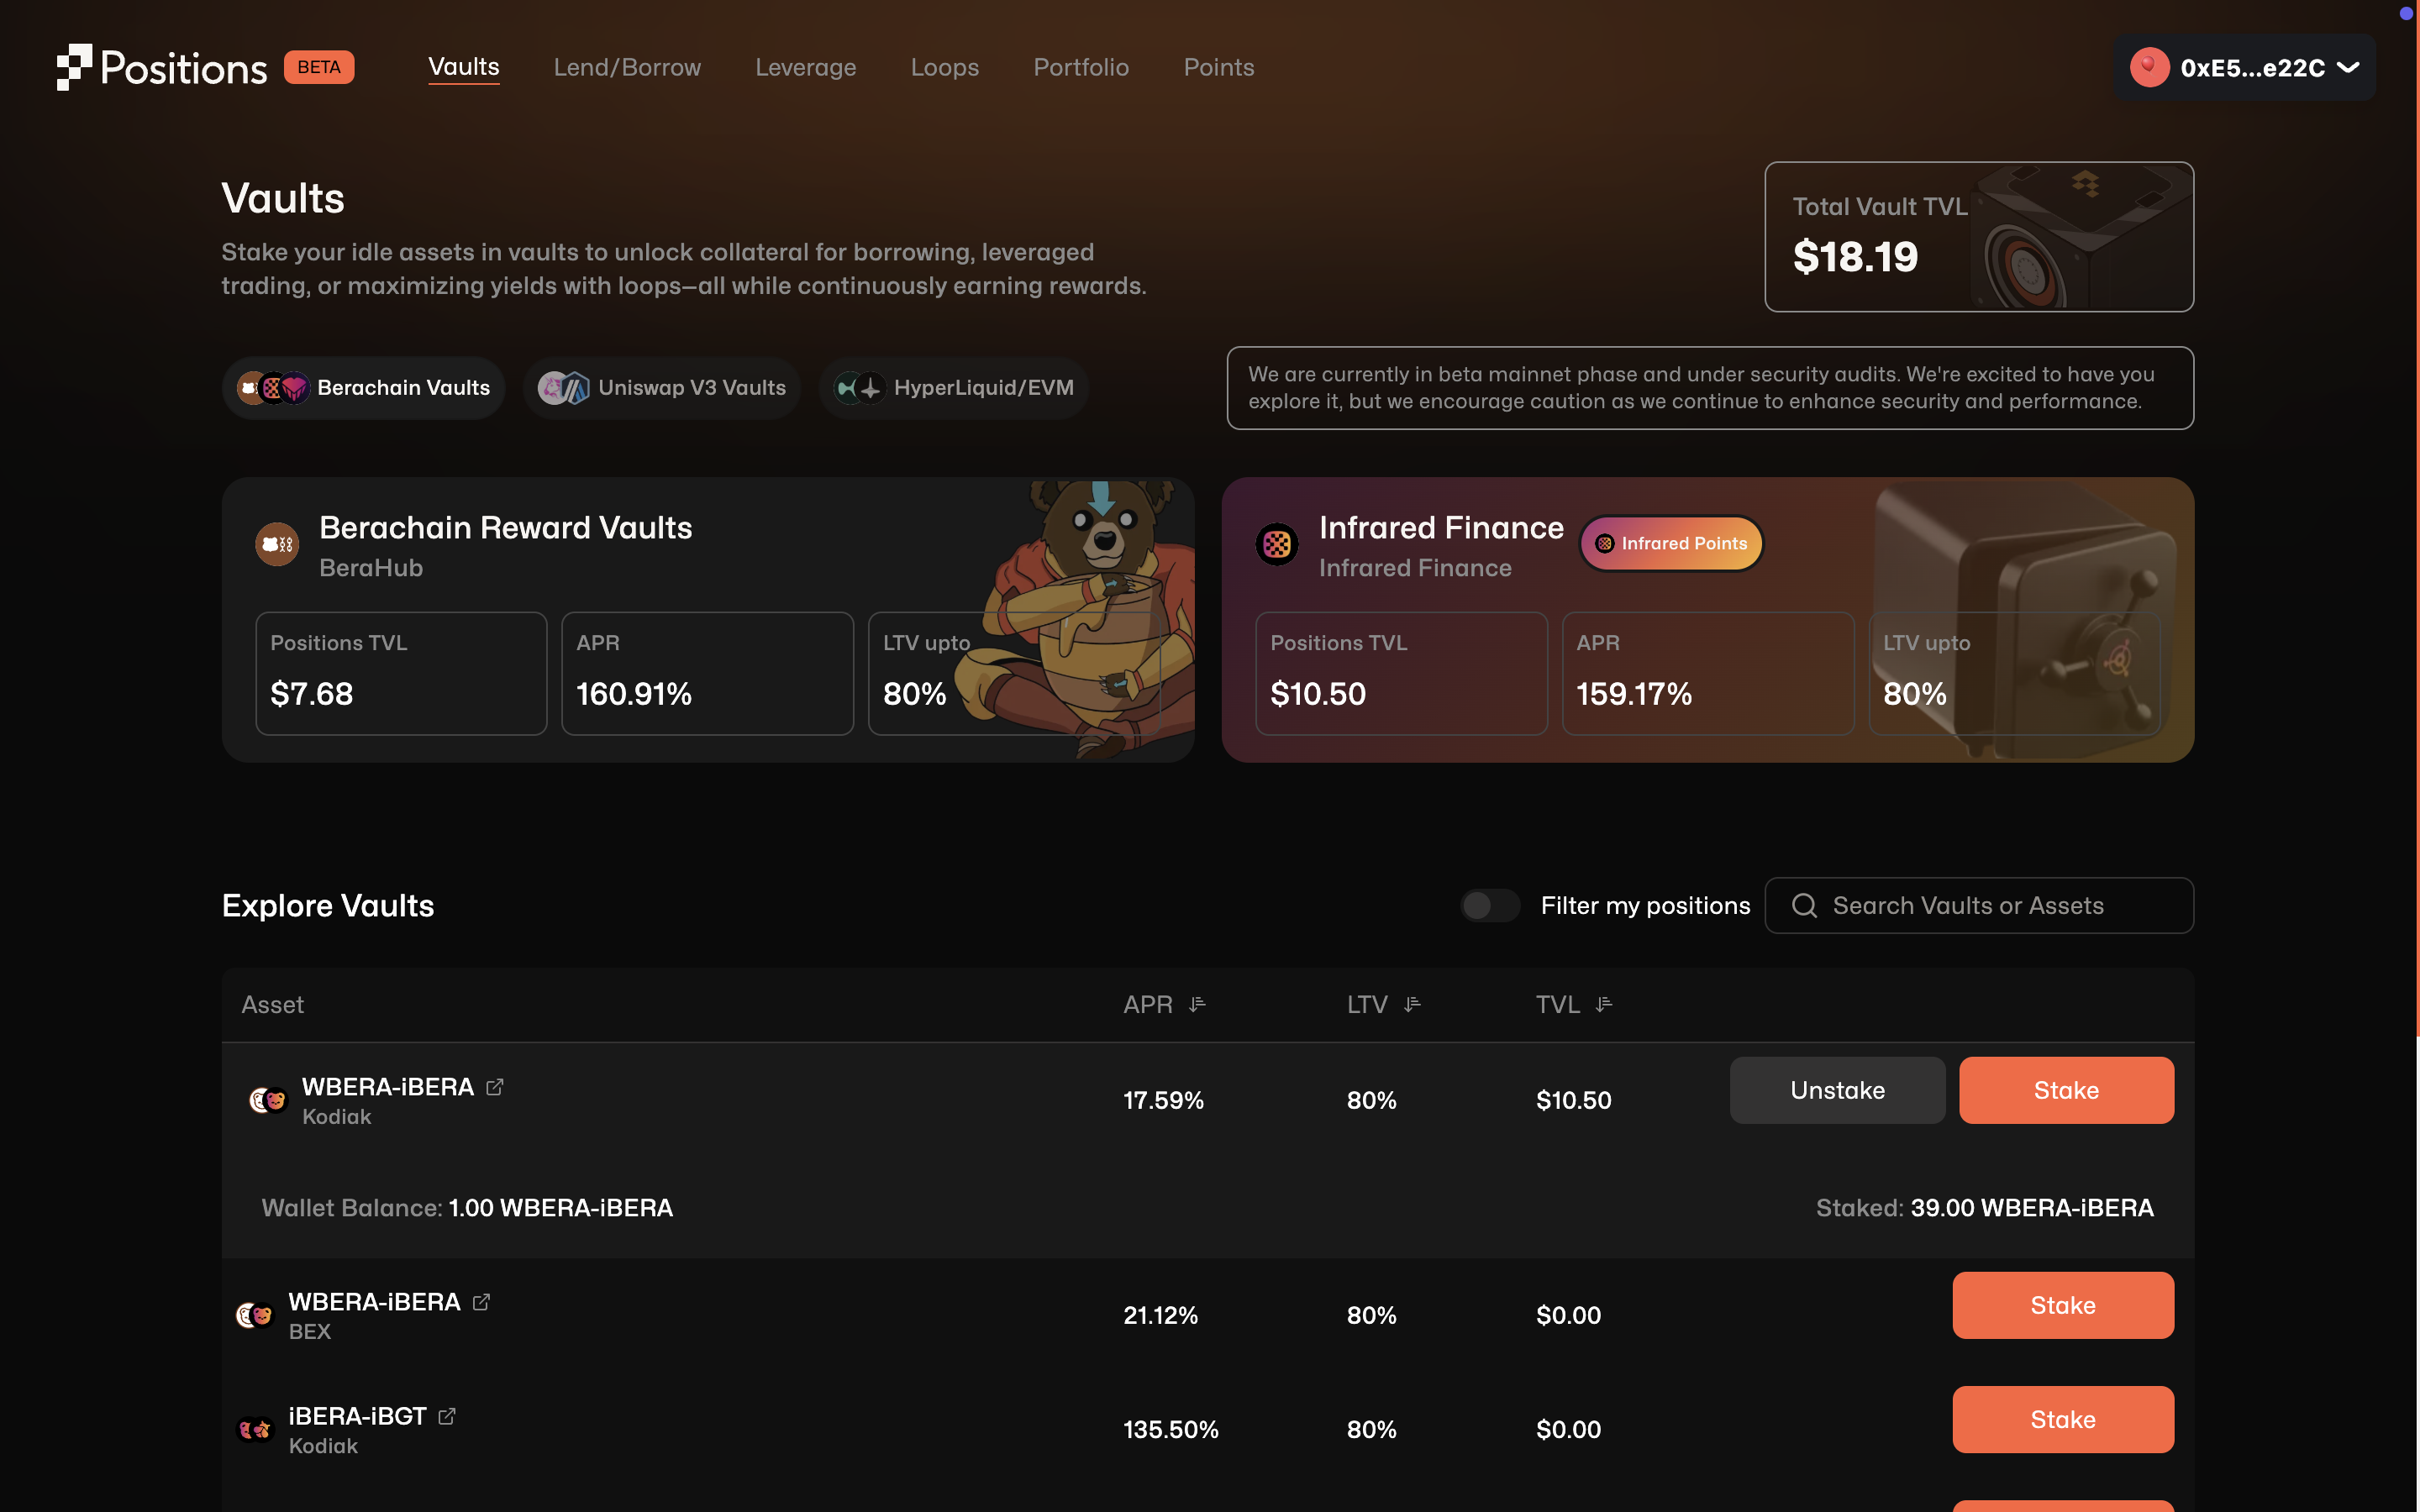 Positions BETA Vaults Lend/Borrow Leverage Loops Portfolio Points 0xE5...e22C
Vaults
Stake your idle assets in vaults to unlock collateral for borrowing, leveraged
trading, or maximizing yields with loops—all while continuously earning rewards.
Total Vault TVL
$18.19
Berachain Vaults Uniswap V3 Vaults HyperLiquid/EVM
We are currently in beta mainnet phase and under security audits. We're excited to have you
explore it, but we encourage caution as we continue to enhance security and performance.
Berachain Reward Vaults
BeraHub
Positions TVL APR LTV upto
$7.68 160.91% 80%
Infrared Finance Infrared Points
Infrared Finance
Positions TVL APR LTV upto
$10.50 159.17% 80%
Explore Vaults Filter my positions Search Vaults or Assets
Asset APR LTV TVL
WBERA-iBERA
Kodiak
17.59% 80% $10.50 Unstake Stake
Wallet Balance: 1.00 WBERA-iBERA Staked: 39.00 WBERA-iBERA
WBERA-iBERA
BEX
21.12% 80% $0.00 Stake
iBERA-iBGT
Kodiak
135.50% 80% $0.00 Stake